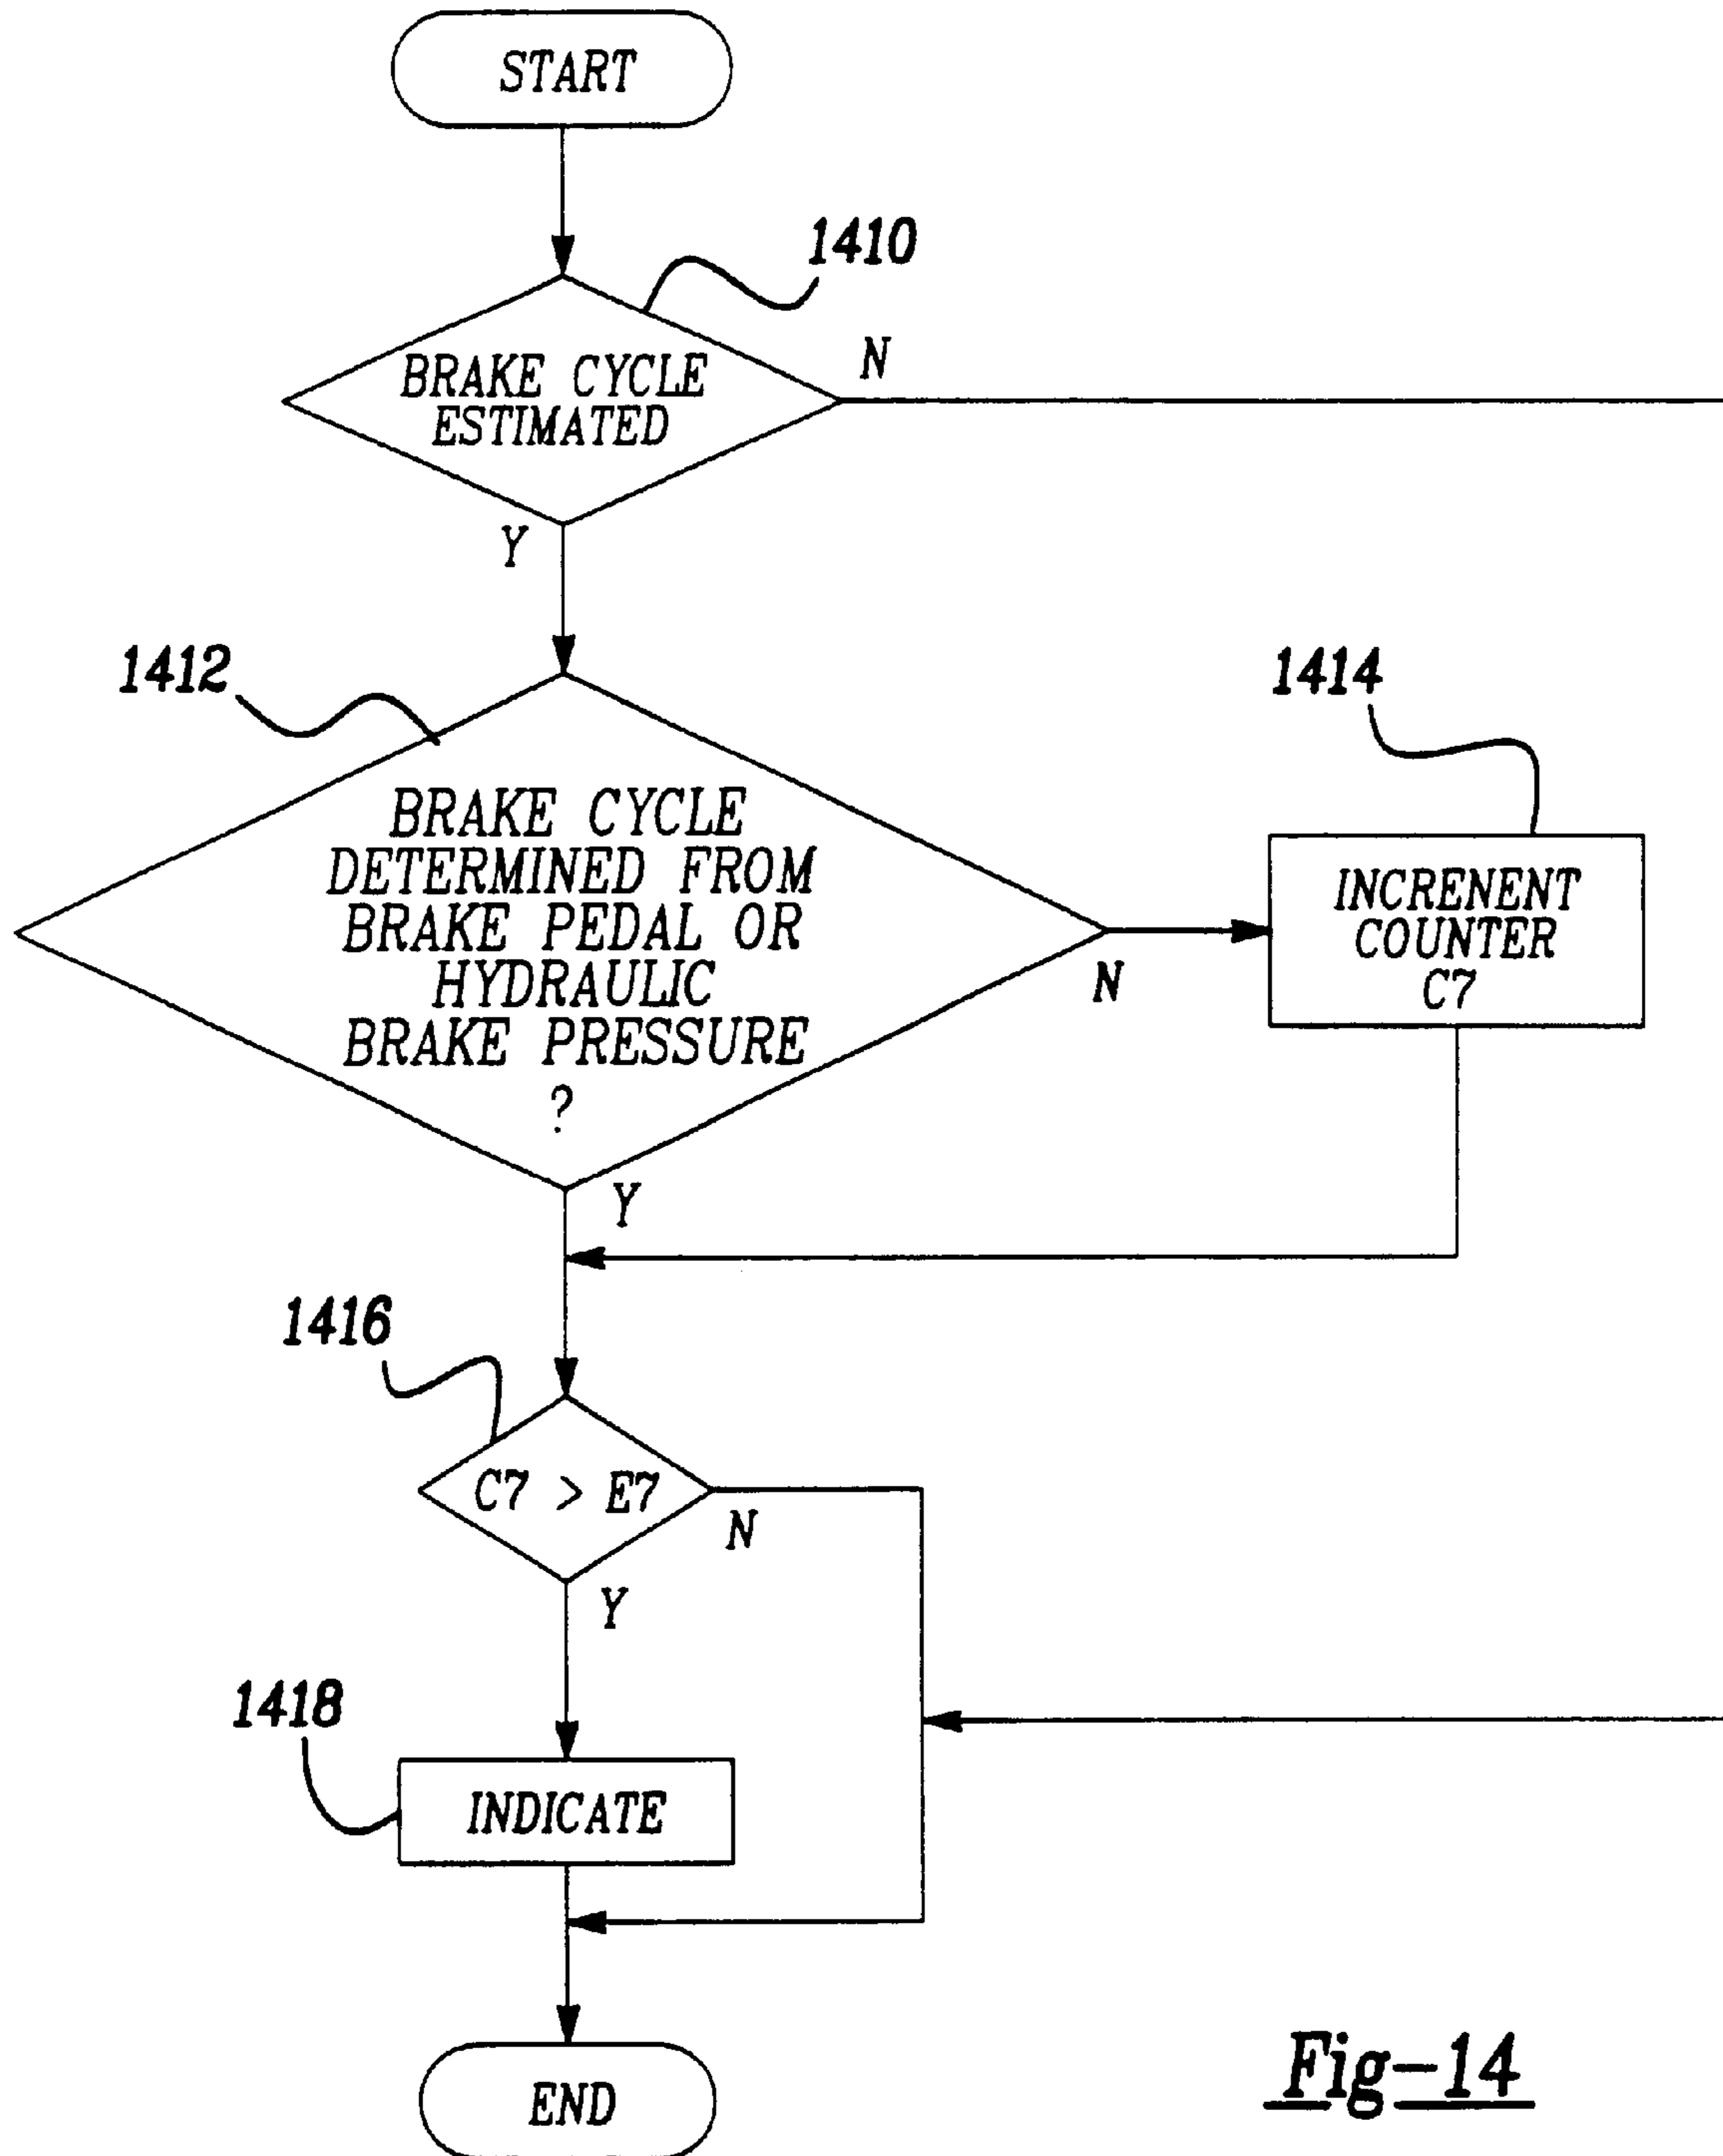 START
1410
BRAKE CYCLE
ESTIMATED
N
Y
1412
BRAKE CYCLE
DETERMINED FROM
BRAKE PEDAL OR
HYDRAULIC
BRAKE PRESSURE
?
N
1414
INCRENENT
COUNTER
C7
Y
1416
C7 > E7
N
Y
1418
INDICATE
END
Fig-14